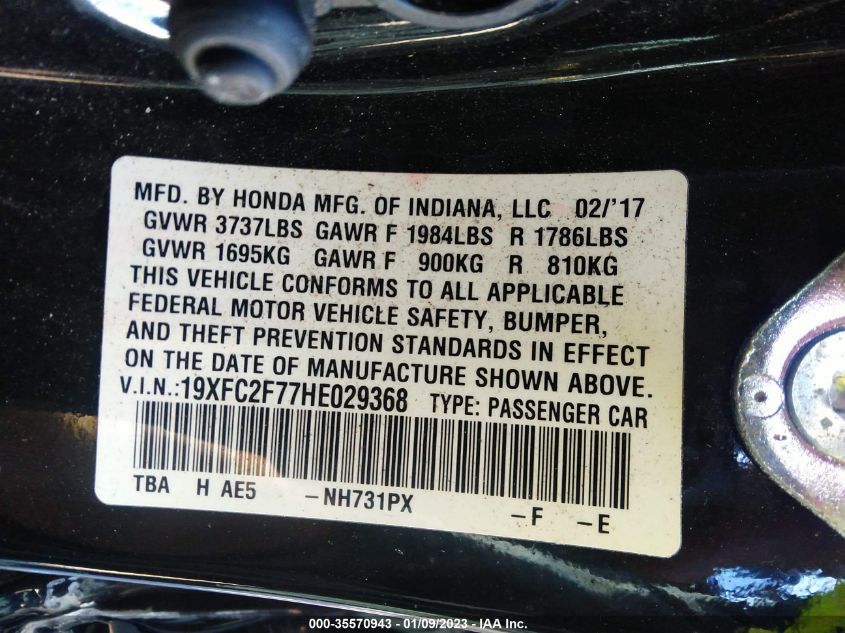 MFD. BY HONDA MFG. OF INDIANA, LLC 02/'17
GVWR 3737LBS GAWR F 1984LBS R 1786LBS
GVWR 1695KG GAWR F 900KG R 810KG
THIS VEHICLE CONFORMS TO ALL APPLICABLE
FEDERAL MOTOR VEHICLE SAFETY, BUMPER,
AND THEFT PREVENTION STANDARDS IN EFFECT
ON THE DATE OF MANUFACTURE SHOWN ABOVE.
V.I.N.:19XFC2F77HE029368 TYPE: PASSENGER CAR
TBA H AE5 –NH731PX –F –E
000-35570943 - 01/09/2023 - IAA Inc.